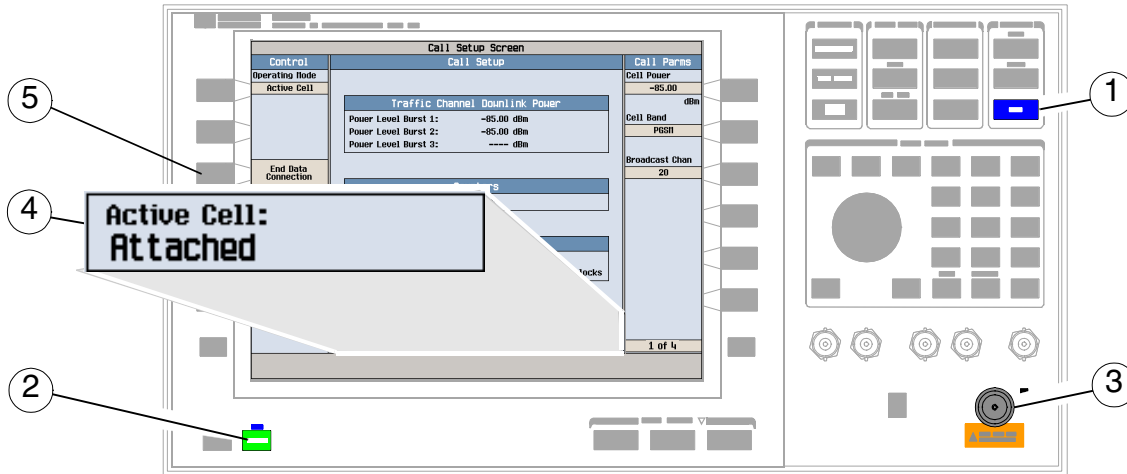 Call Setup Screen
Control
Call Setup
Call Parms
Operating Mode
Active Cell
Cell Power
-85.00
dBm
Traffic Channel Downlink Power
Power Level Burst 1: -85.00 dBm
Power Level Burst 2: -85.00 dBm
Power Level Burst 3: ---- dBm
Cell Band
PGSM
Broadcast Chan
20
End Data
Connection
Active Cell:
Attached
locks
1 of 4
5
4
2
1
3